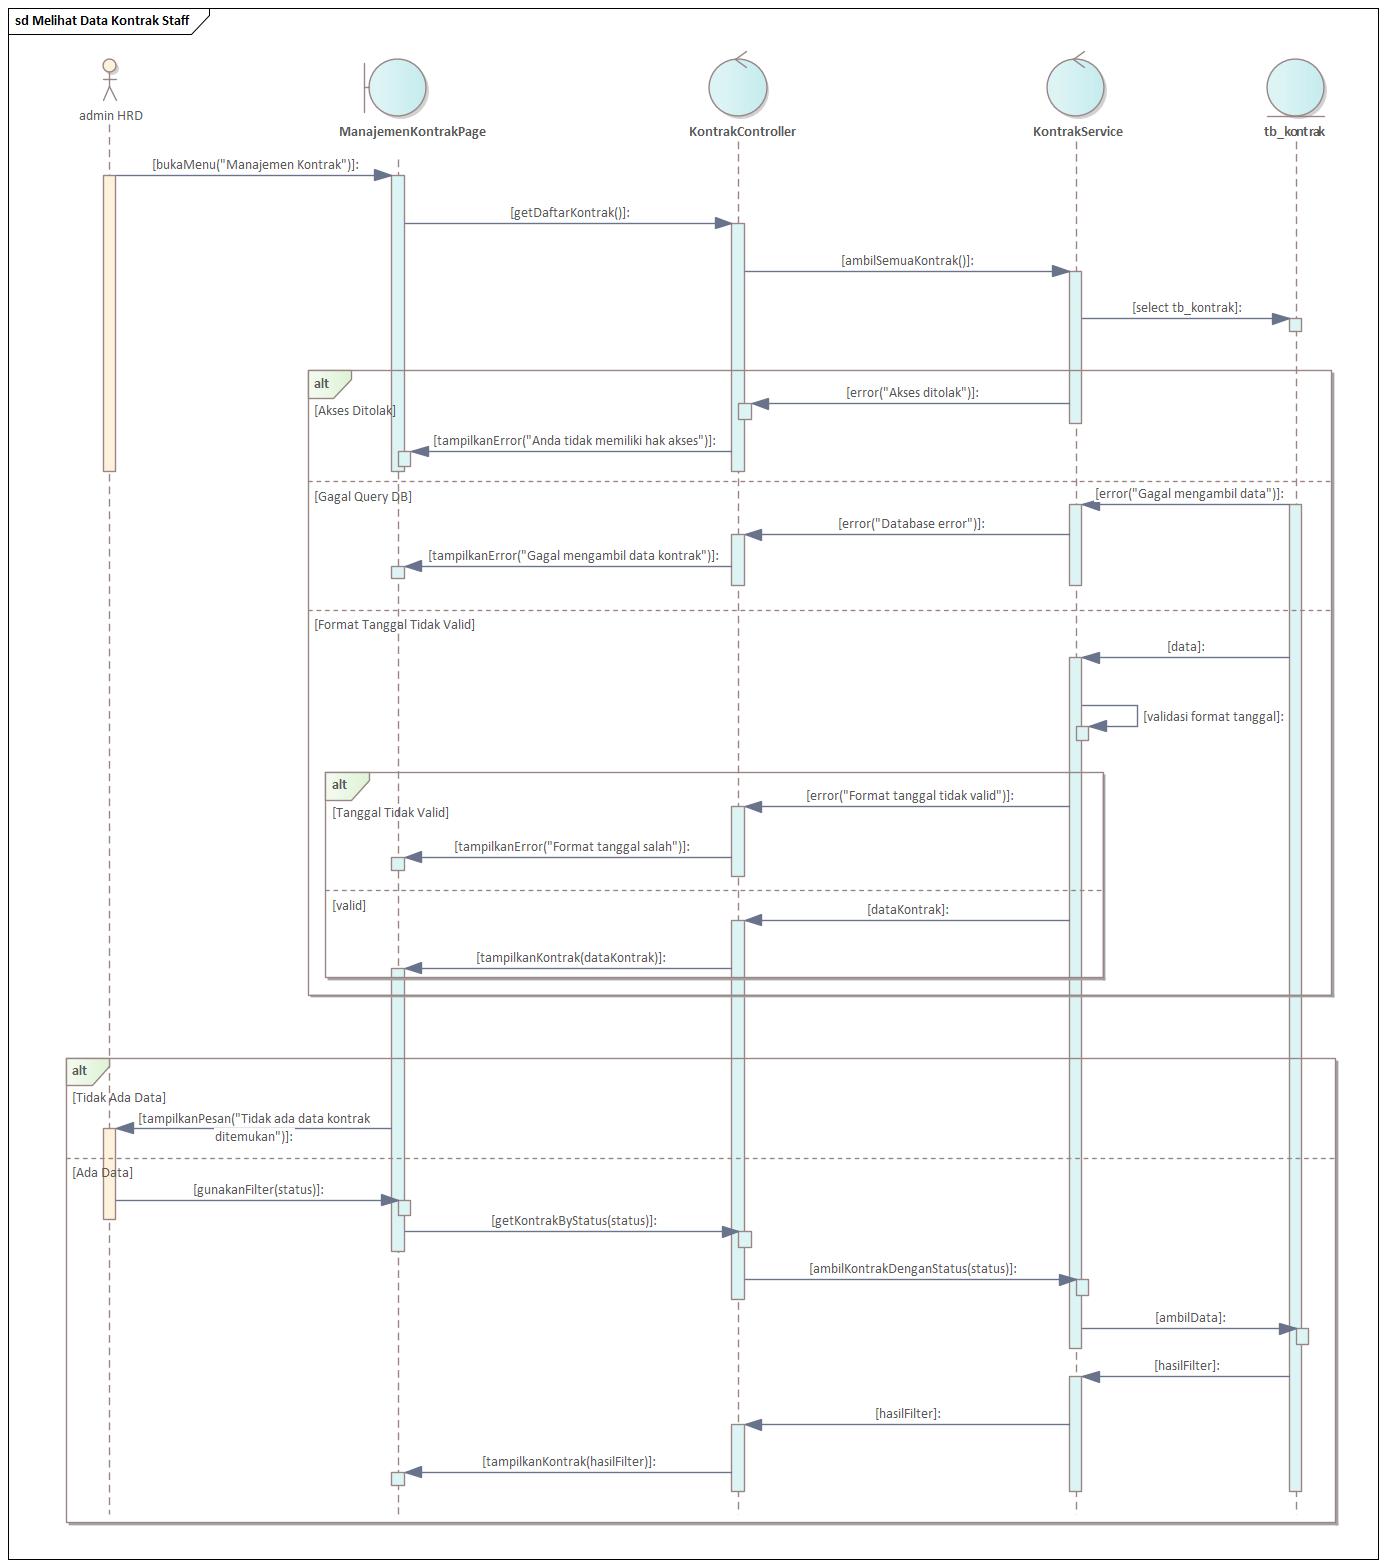 sd Melihat Data Kontrak Staff
admin HRD
ManajemenKontrakPage
KontrakController
KontrakService
tb_kontrak
[bukaMenu("Manajemen Kontrak")]:
[getDaftarKontrak()]:
[ambilSemuaKontrak()]:
[select tb_kontrak]:
alt
[error("Akses ditolak")]:
[Akses Ditolak]
[tampilkanError("Anda tidak memiliki hak akses")]:
[Gagal Query DB]
[error("Gagal mengambil data")]:
[error("Database error")]:
[tampilkanError("Gagal mengambil data kontrak")]:
[Format Tanggal Tidak Valid]
[data]:
[validasi format tanggal]:
alt
[error("Format tanggal tidak valid")]:
[Tanggal Tidak Valid]
[tampilkanError("Format tanggal salah")]:
[valid]
[dataKontrak]:
[tampilkanKontrak(dataKontrak)]:
alt
[Tidak Ada Data]
[tampilkanPesan("Tidak ada data kontrak
ditemukan")]:
[Ada Data]
[gunakanFilter(status)]:
[getKontrakByStatus(status)]:
[ambilKontrakDenganStatus(status)]:
[ambilData]:
[hasilFilter]:
[hasilFilter]:
[tampilkanKontrak(hasilFilter)]: